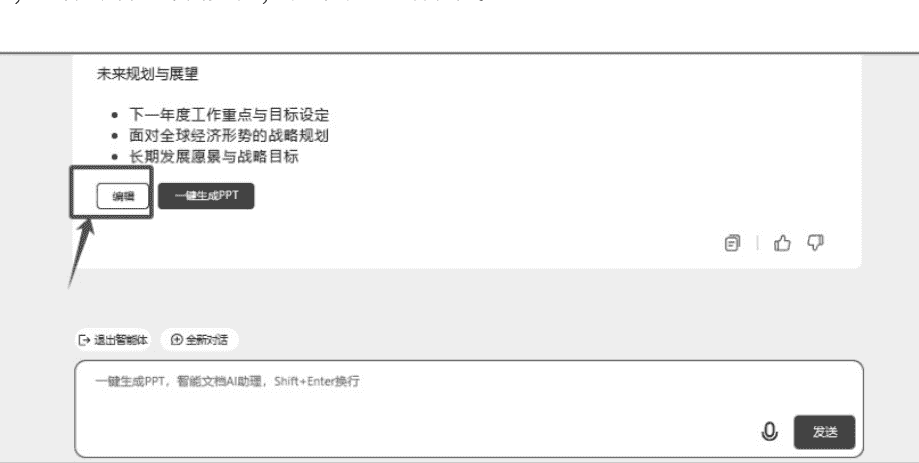 未来规划与展望
下一年度工作重点与目标设定
面对全球经济形势的战略规划
长期发展愿景与战略目标
编辑 一键生成PPT
退出智能体 全新对话
一键生成PPT，智能文档AI助理，Shift+Enter换行
发送